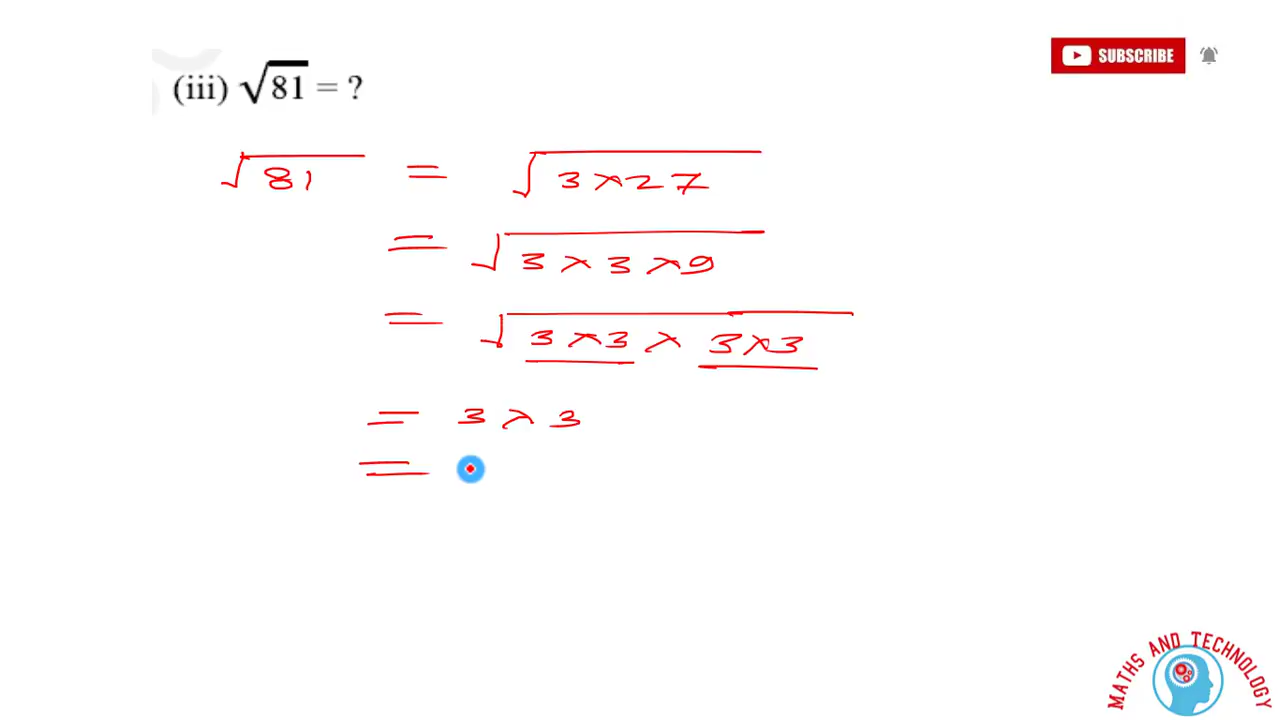 SUBSCRIBE
(iii) √81 = ?
√81 = √3×27
= √3×3×9
= √3×3×3×3
= 3×3
=
MATHS AND TECHNOLOGY